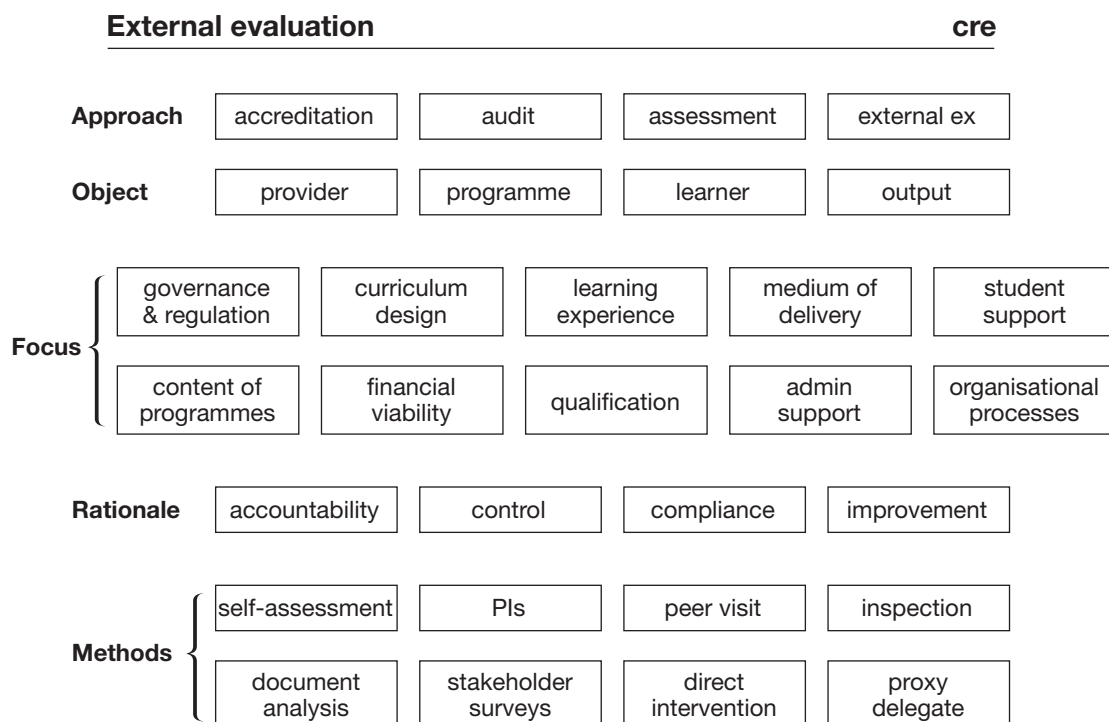 External evaluation cre
Approach accreditation audit assessment external ex
Object provider programme learner output
governance curriculum learning medium of student
& regulation design experience delivery support
Focus
content of financial qualification admin organisational
programmes viability support processes
Rationale accountability control compliance improvement
self-assessment PIs peer visit inspection
Methods
document stakeholder direct proxy
analysis surveys intervention delegate